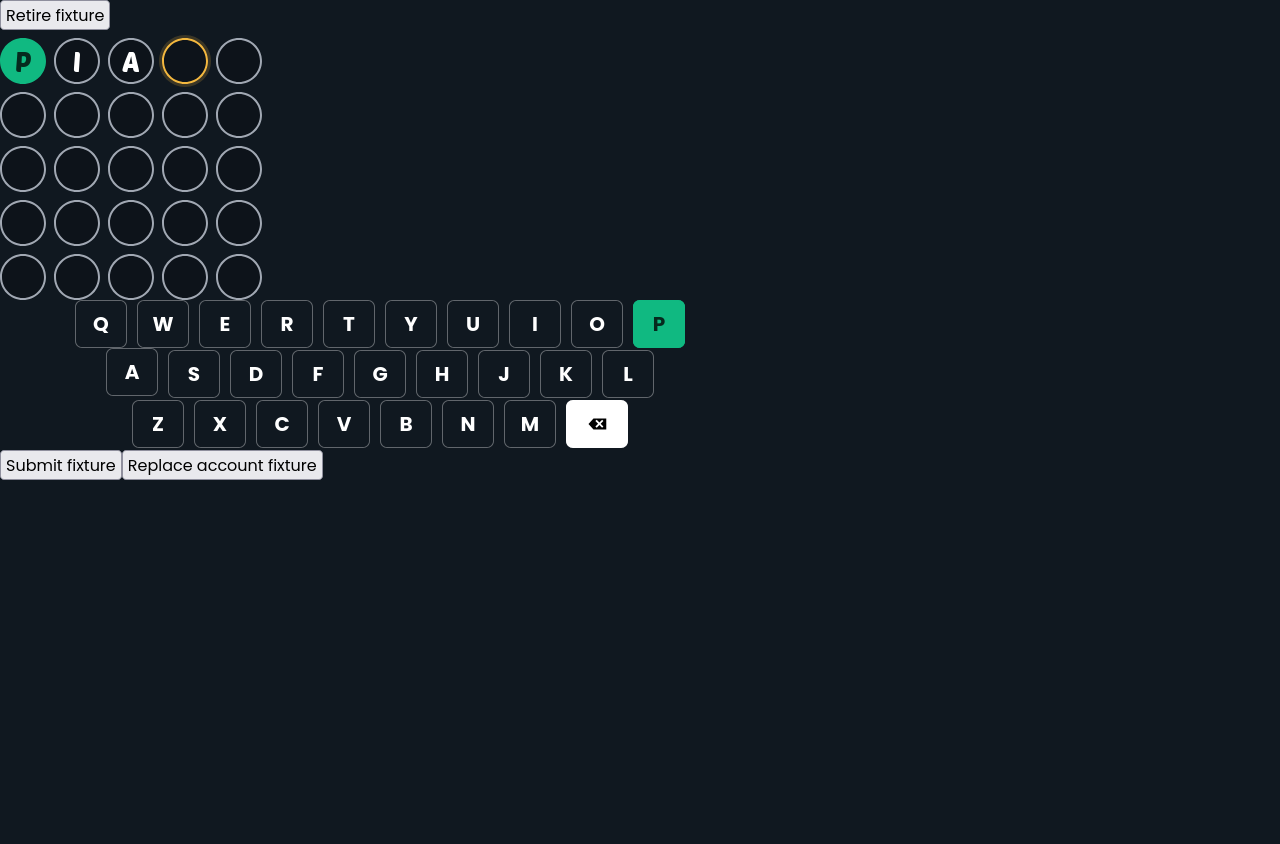 Retire fixture
P I A
Q W E R T Y U I O P
A S D F G H J K L
Z X C V B N M
Submit fixture Replace account fixture